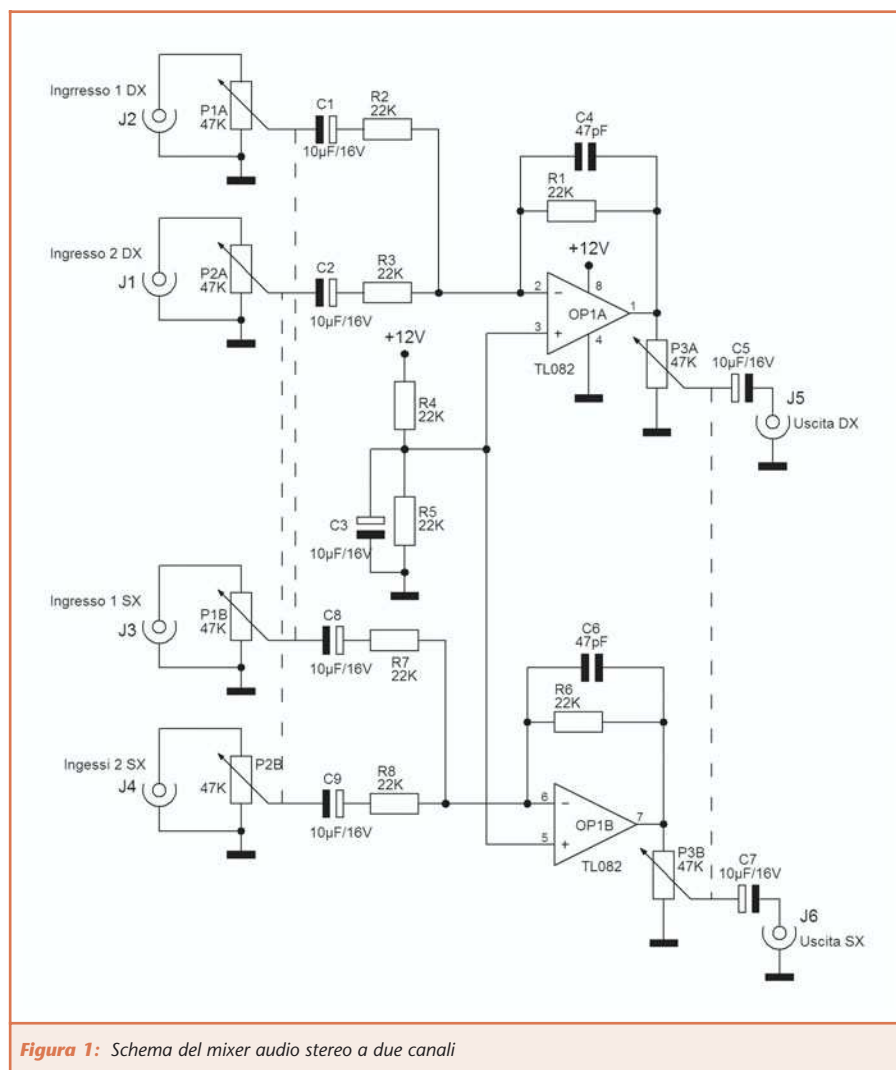 Ingrresso 1 DX
J2
P1A
47K
C1
10µF/16V
R2
22K
Ingresso 2 DX
J1
P2A
47K
C2
10µF/16V
R3
22K
C4
47pF
R1
22K
+12V
8
2
−
OP1A
1
3
+
4
TL082
P3A
47K
C5
10µF/16V
J5
Uscita DX
+12V
R4
22K
R5
22K
C3
10µF/16V
Ingresso 1 SX
J3
P1B
47K
C8
10µF/16V
R7
22K
Ingessi 2 SX
J4
P2B
47K
C9
10µF/16V
R8
22K
C6
47pF
R6
22K
6
−
OP1B
7
5
+
TL082
P3B
47K
C7
10µF/16V
J6
Uscita SX
Figura 1: Schema del mixer audio stereo a due canali